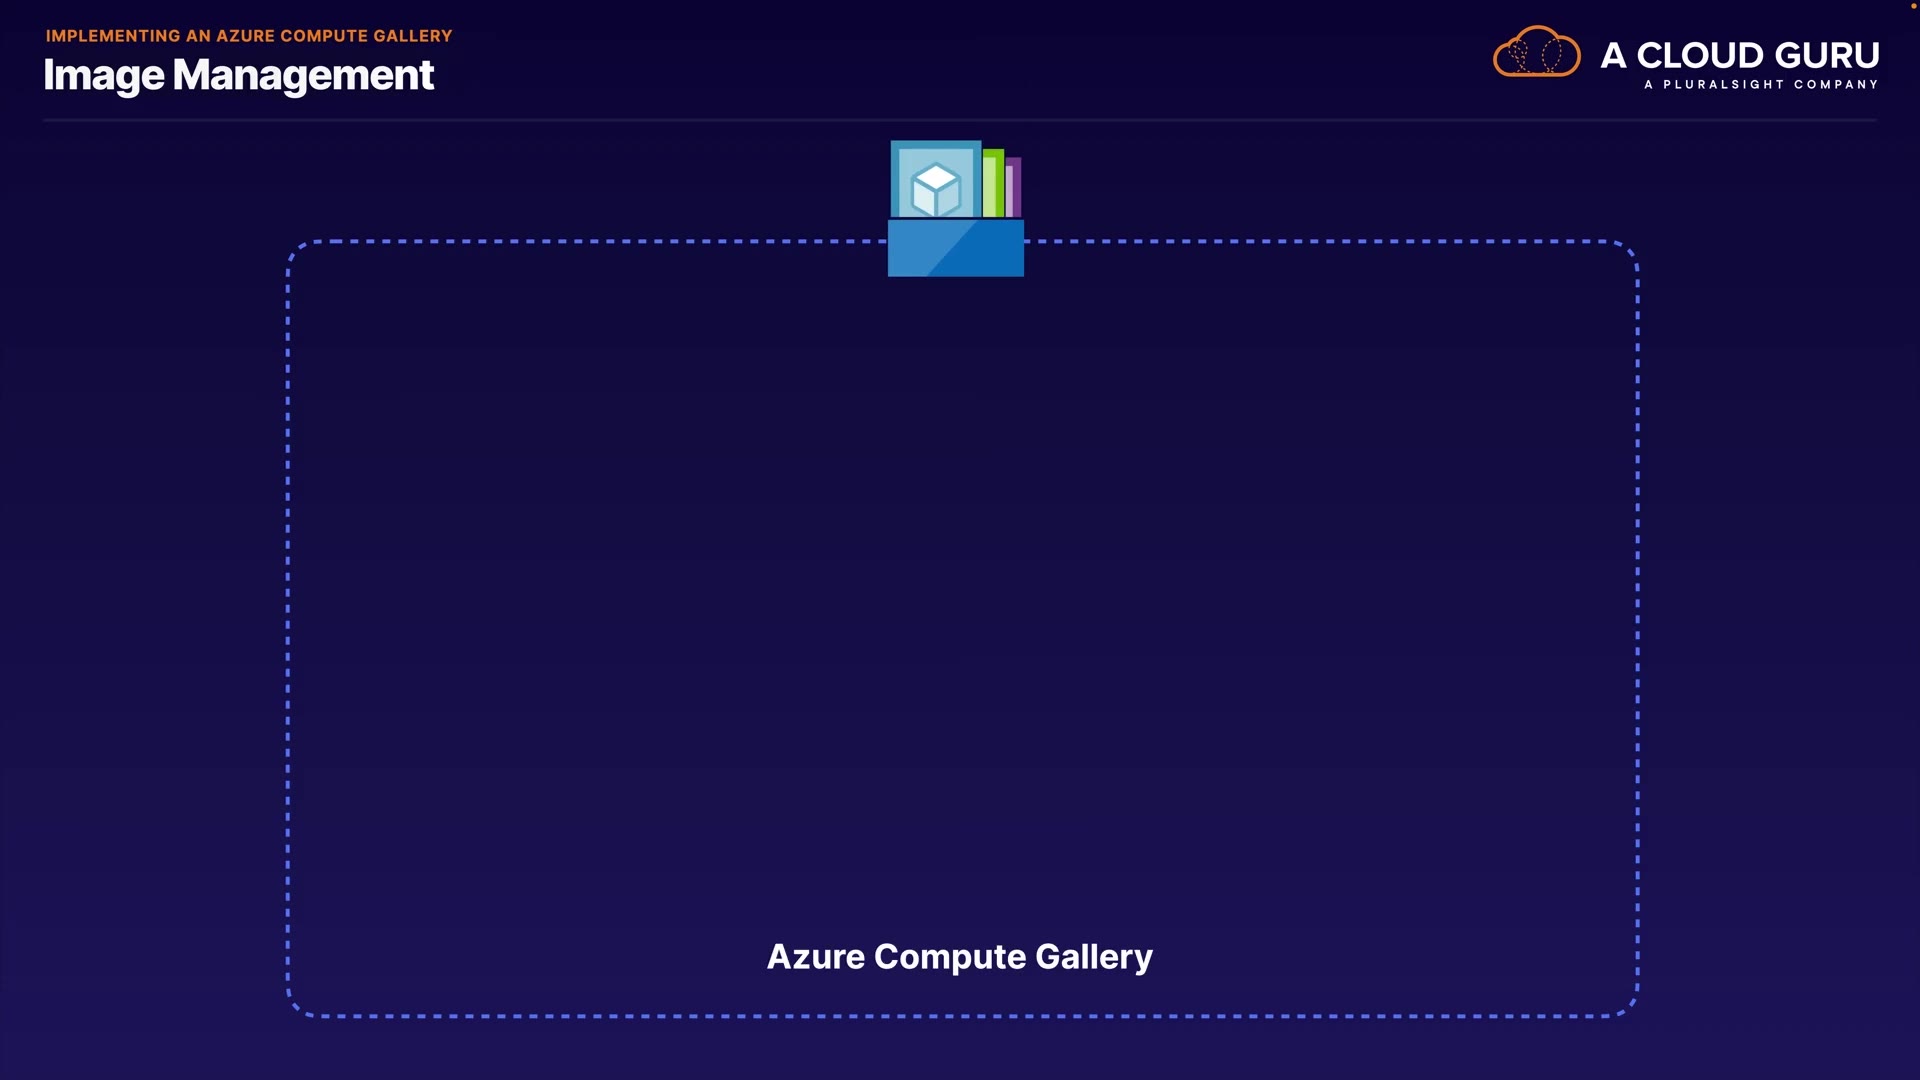 IMPLEMENTING AN AZURE COMPUTE GALLERY
Image Management
A CLOUD GURU
A PLURALSIGHT COMPANY
Azure Compute Gallery